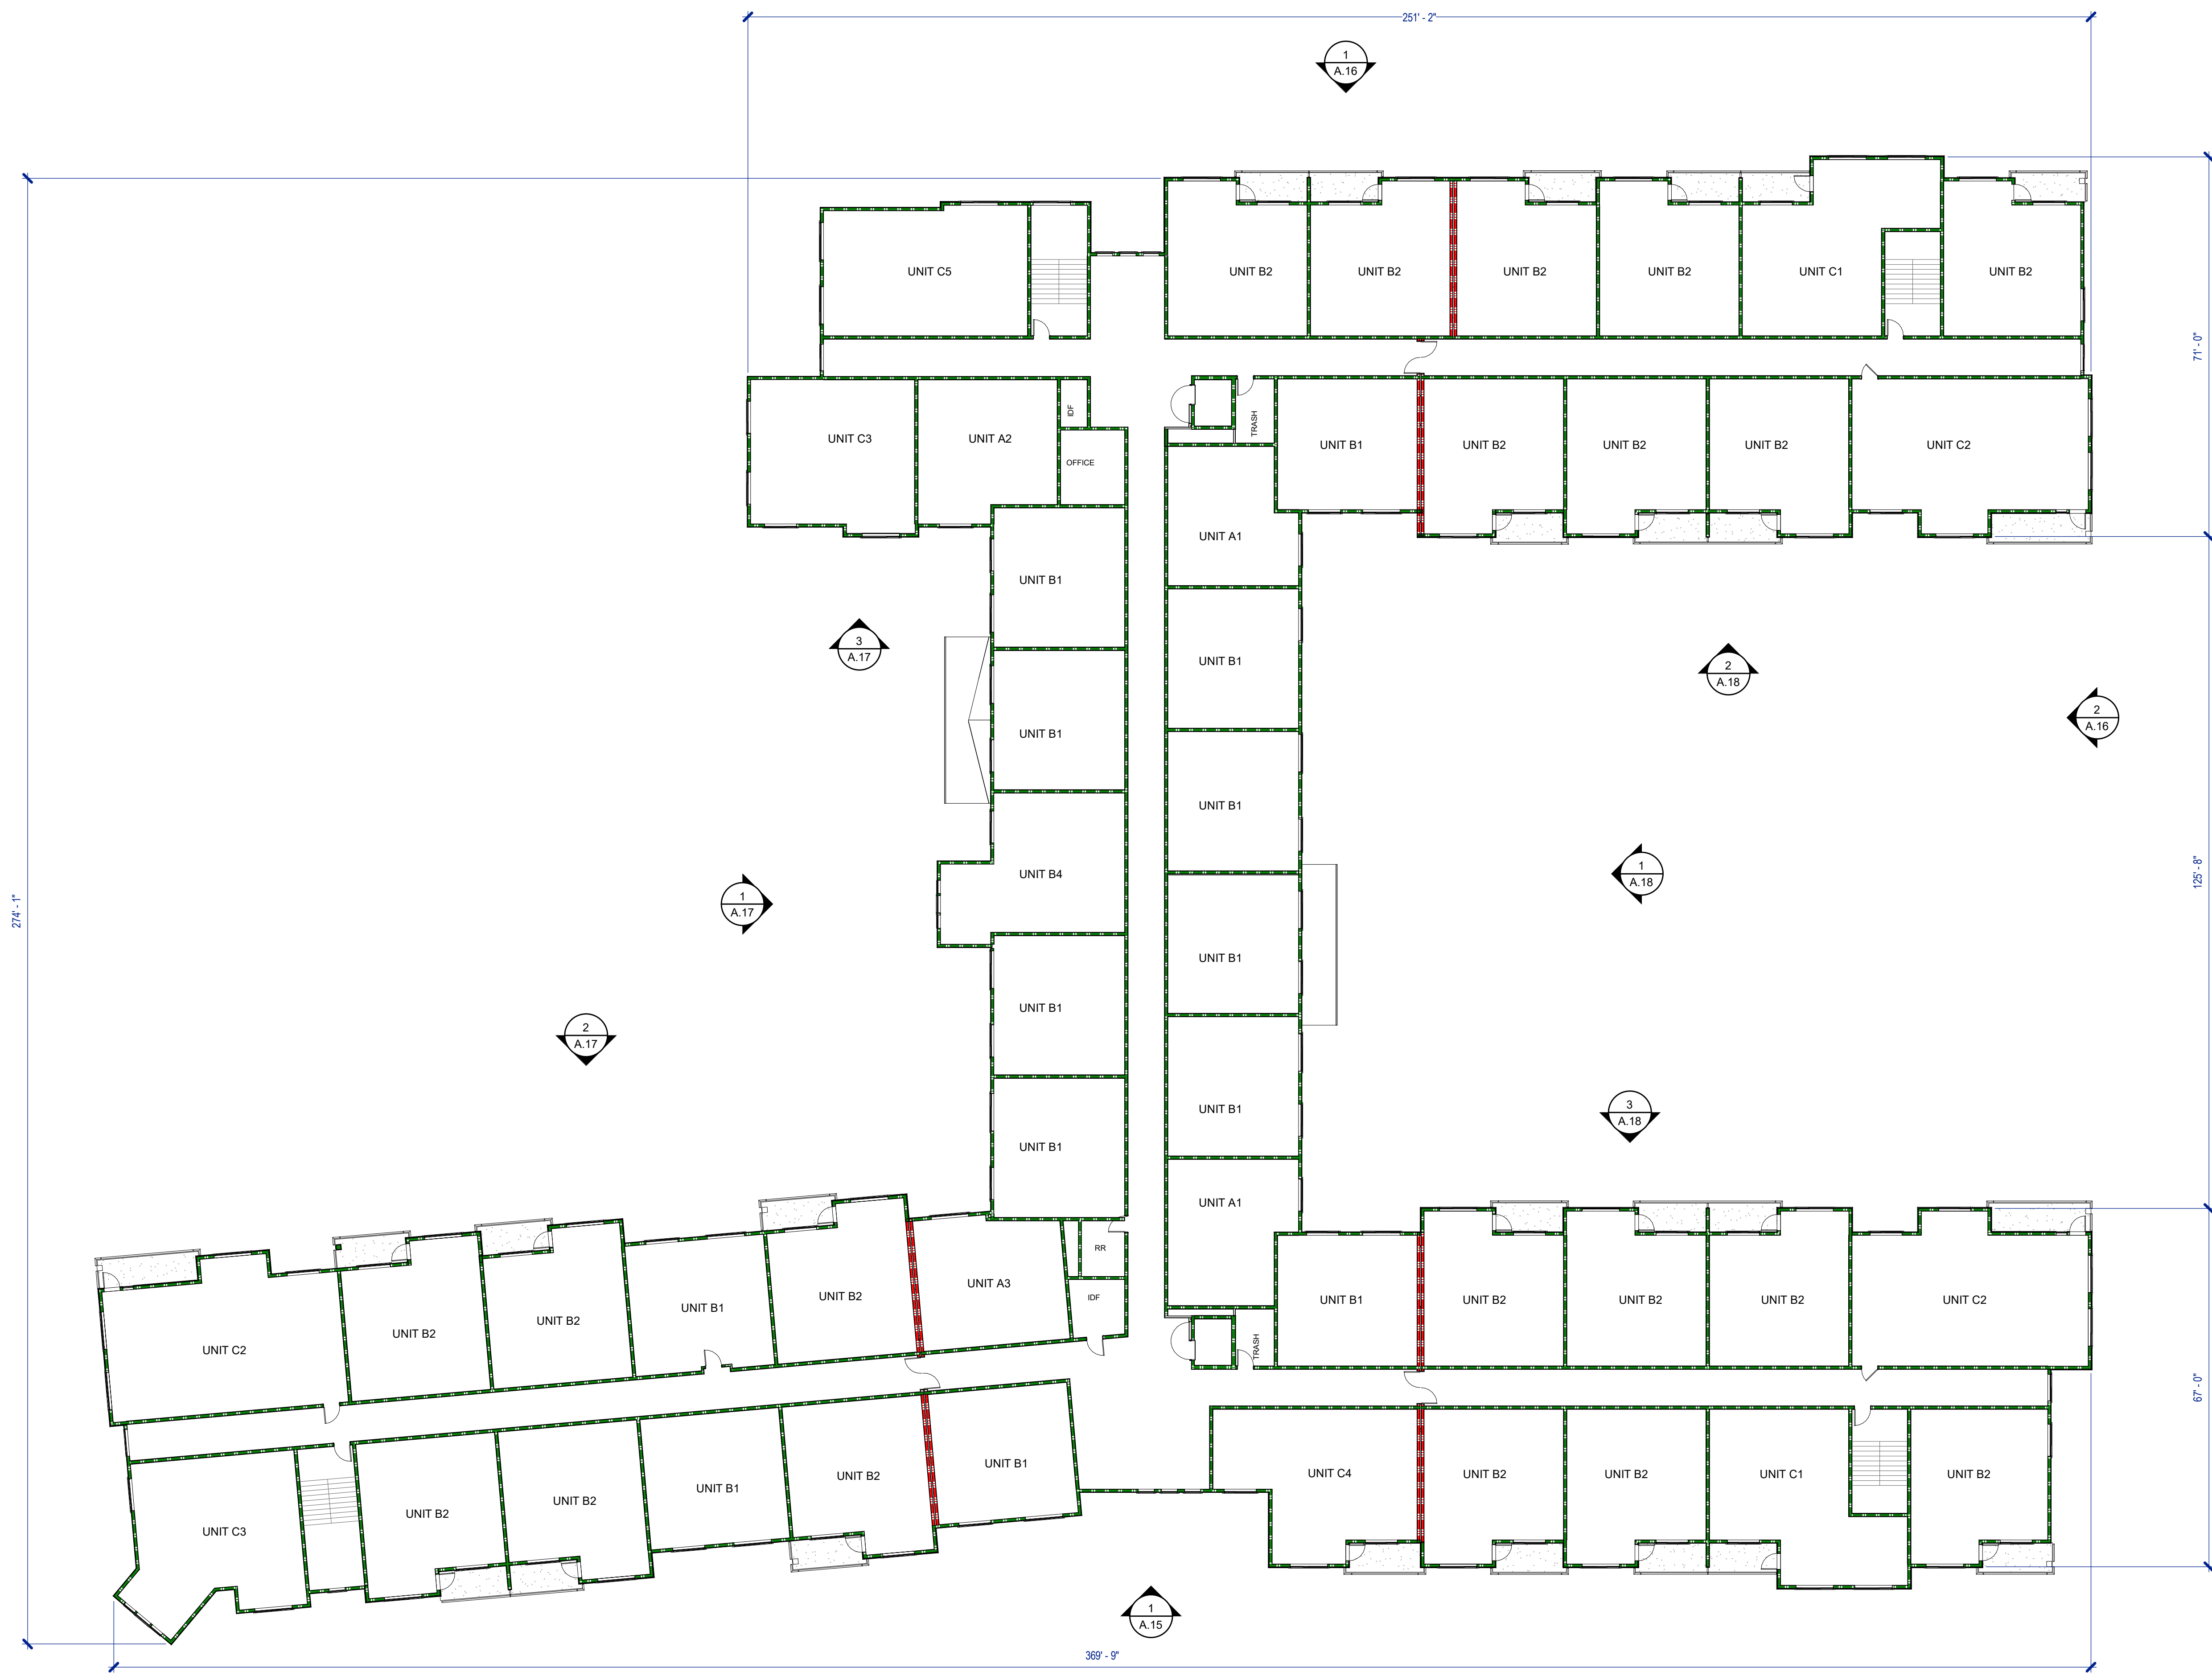 251' - 2"
1
A.16
UNIT C5
UNIT B2
UNIT B2
UNIT B2
UNIT B2
UNIT C1
UNIT B2
71' - 0"
UNIT C3
UNIT A2
IDF
OFFICE
TRASH
UNIT B1
UNIT B2
UNIT B2
UNIT B2
UNIT C2
UNIT A1
UNIT B1
3
A.17
UNIT B1
2
A.18
2
A.16
UNIT B1
UNIT B1
UNIT B4
1
A.18
125' - 8"
274' - 1"
1
A.17
UNIT B1
UNIT B1
2
A.17
UNIT B1
3
A.18
UNIT B1
UNIT A1
RR
IDF
UNIT C2
UNIT B2
UNIT B2
UNIT B1
UNIT B2
UNIT A3
TRASH
UNIT B1
UNIT B2
UNIT B2
UNIT B2
UNIT C2
67' - 0"
UNIT C3
UNIT B2
UNIT B2
UNIT B1
UNIT B2
UNIT B1
UNIT C4
UNIT B2
UNIT B2
UNIT C1
UNIT B2
1
A.15
369' - 9"